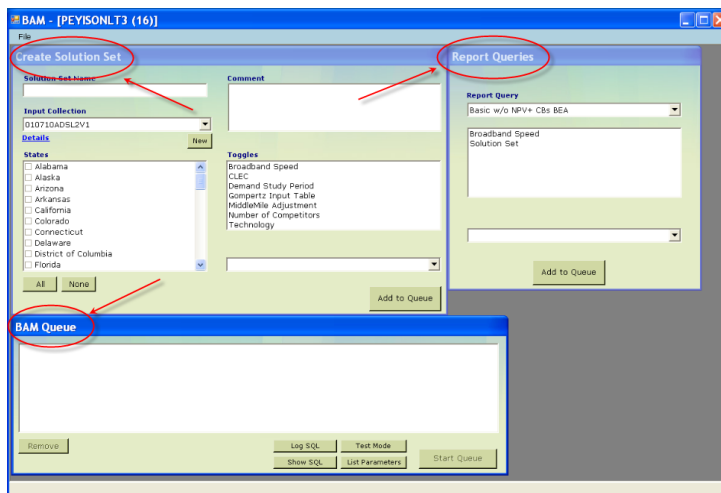 BAM - [PEYISONLT3 (16)]
File
Create Solution Set
Solution Set Name
Comment
Input Collection
010710ADSL2V1
Details
New
States
Alabama
Alaska
Arizona
Arkansas
California
Colorado
Connecticut
Delaware
District of Columbia
Florida
All None
Toggles
Broadband Speed
CLEC
Demand Study Period
Gompertz Input Table
MiddleMile Adjustment
Number of Competitors
Technology
Add to Queue
Report Queries
Report Query
Basic w/o NPV+ CBs BEA
Broadband Speed
Solution Set
Add to Queue
BAM Queue
Remove
Log SQL Test Mode
Show SQL List Parameters
Start Queue